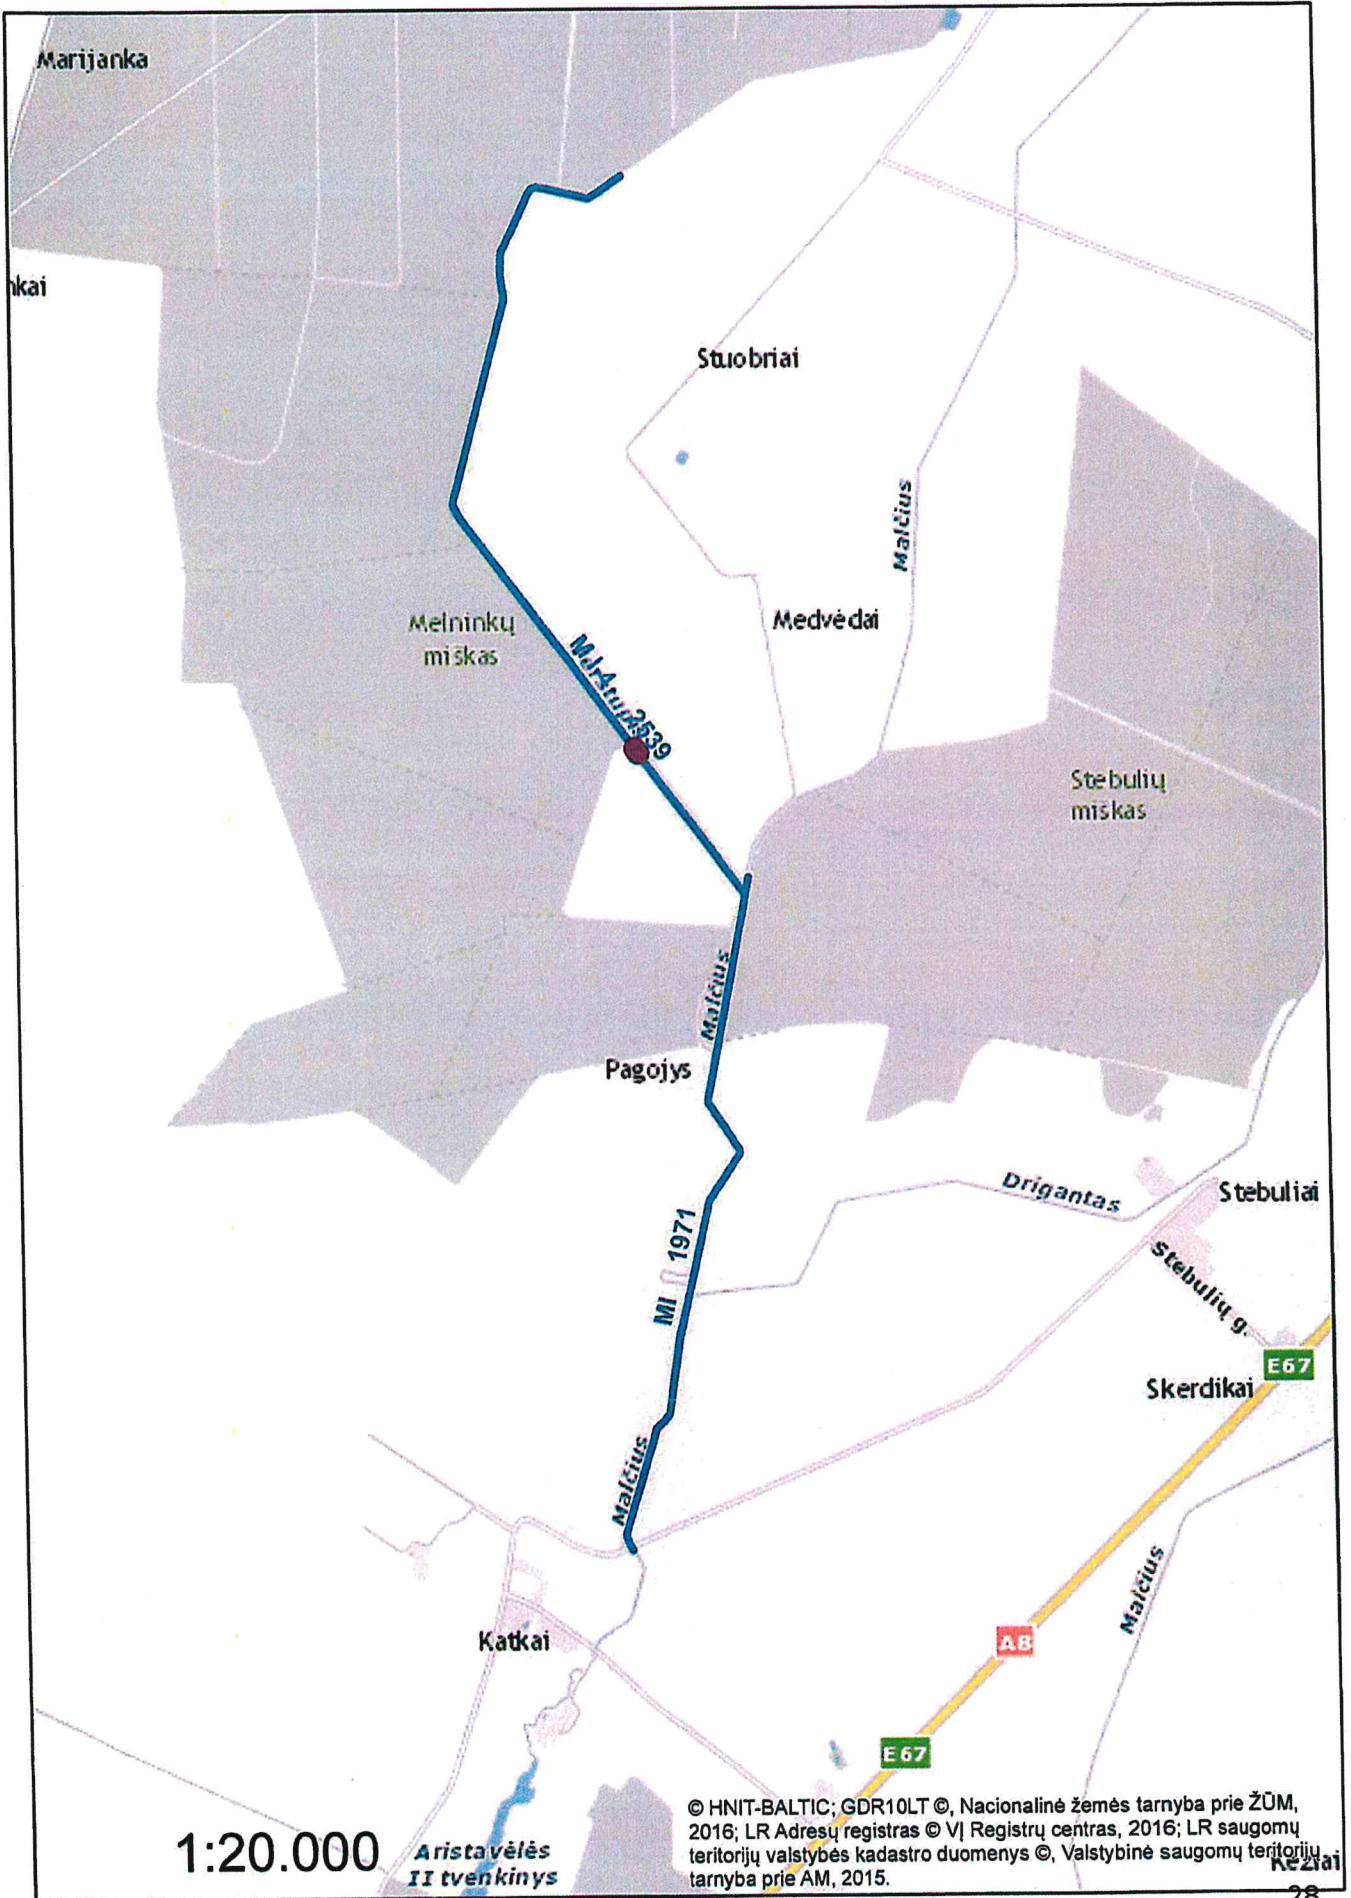 Marijanka
kai
Stuobriai
Malčius
Medvėdai
Melninkų
miškas
2539
Stebulių
miškas
Malčius
Pagojys
Drigantas
Stebuliai
Stebulių g.
MI 1971
E67
Skerdikai
Malčius
Malčius
Katkai
A8
E67
© HNIT-BALTIC; GDR10LT ©, Nacionalinė žemės tarnyba prie ŽŪM,
2016; LR Adresų registras © VĮ Registrų centras, 2016; LR saugomų
teritorijų valstybės kadastro duomenys ©, Valstybinė saugomų teritorijų
tarnyba prie AM, 2015.
1:20.000
Aristavėlės
II tvenkinys
Kežiai
28